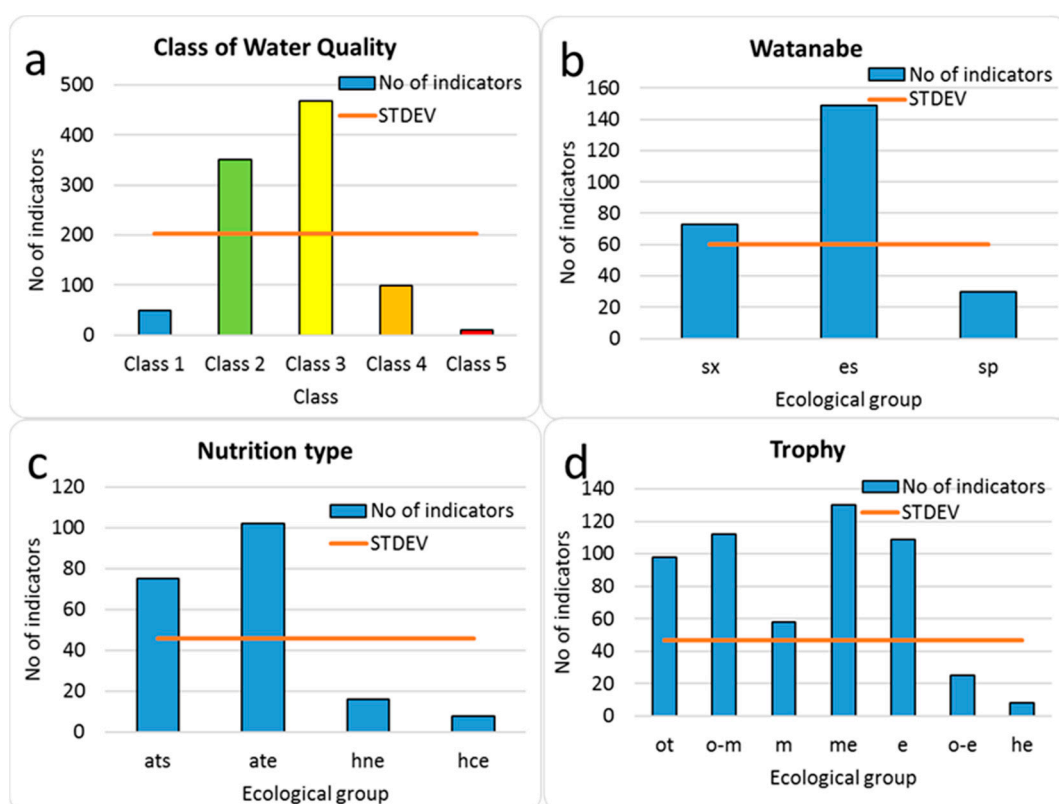 a
Class of Water Quality
No of indicators
STDEV
500
400
300
200
100
0
No of indicators
Class 1 Class 2 Class 3 Class 4 Class 5
Class
b
Watanabe
No of indicators
STDEV
160
140
120
100
80
60
40
20
0
No of indicators
sx es sp
Ecological group
c
Nutrition type
No of indicators
STDEV
120
100
80
60
40
20
0
No of indicators
ats ate hne hce
Ecological group
d
Trophy
No of indicators
STDEV
140
120
100
80
60
40
20
0
No of indicators
ot o-m m me e o-e he
Ecological group